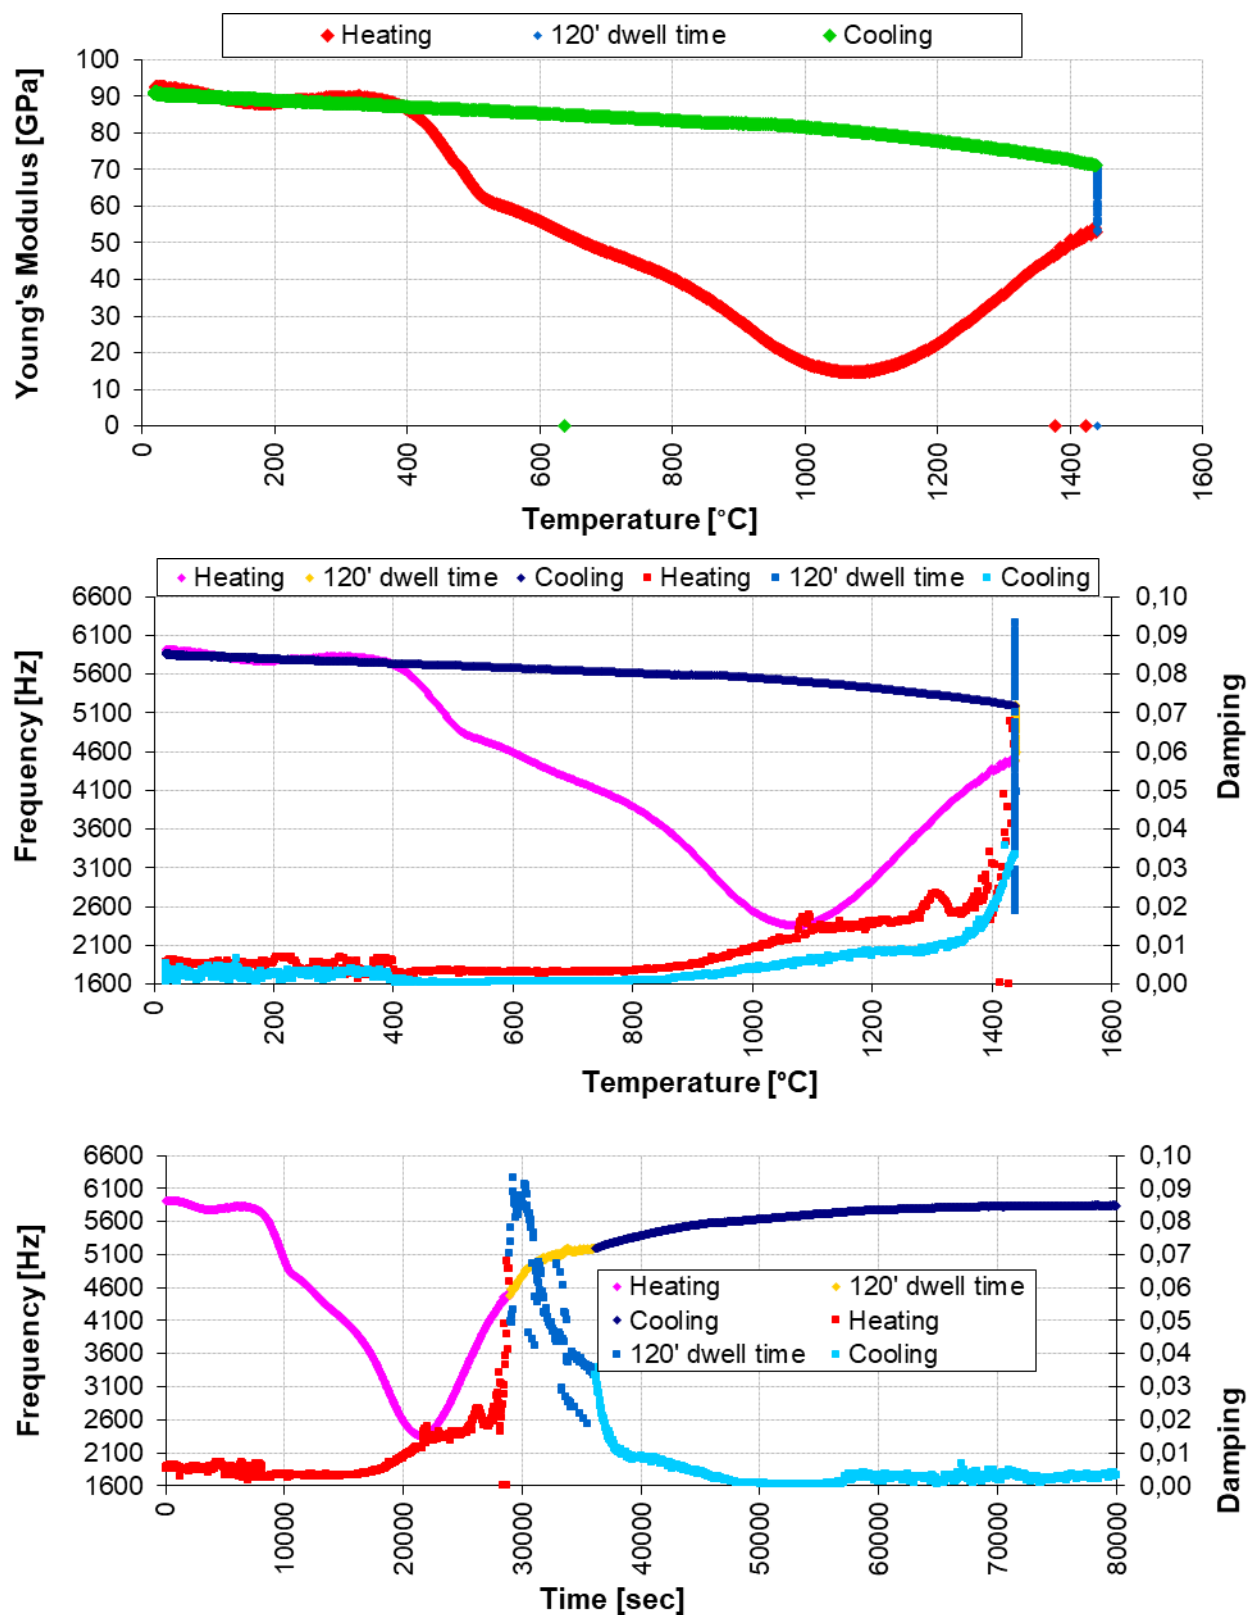 Heating 120' dwell time Cooling
100
90
80
70
60
50
40
30
20
10
0
Young's Modulus [GPa]
0 200 400 600 800 1000 1200 1400 1600
Temperature [°C]
Heating 120' dwell time Cooling Heating 120' dwell time Cooling
6600 0,10
6100 0,09
5600 0,08
5100 0,07
4600 0,06
4100 0,05
3600 0,04
3100 0,03
2600 0,02
2100 0,01
1600 0,00
Frequency [Hz]
Damping
0 200 400 600 800 1000 1200 1400 1600
Temperature [°C]
6600 0,10
6100 0,09
5600 0,08
5100 0,07
4600 0,06
4100 0,05
3600 0,04
3100 0,03
2600 0,02
2100 0,01
1600 0,00
Frequency [Hz]
Damping
Heating 120' dwell time
Cooling Heating
120' dwell time Cooling
0 10000 20000 30000 40000 50000 60000 70000 80000
Time [sec]